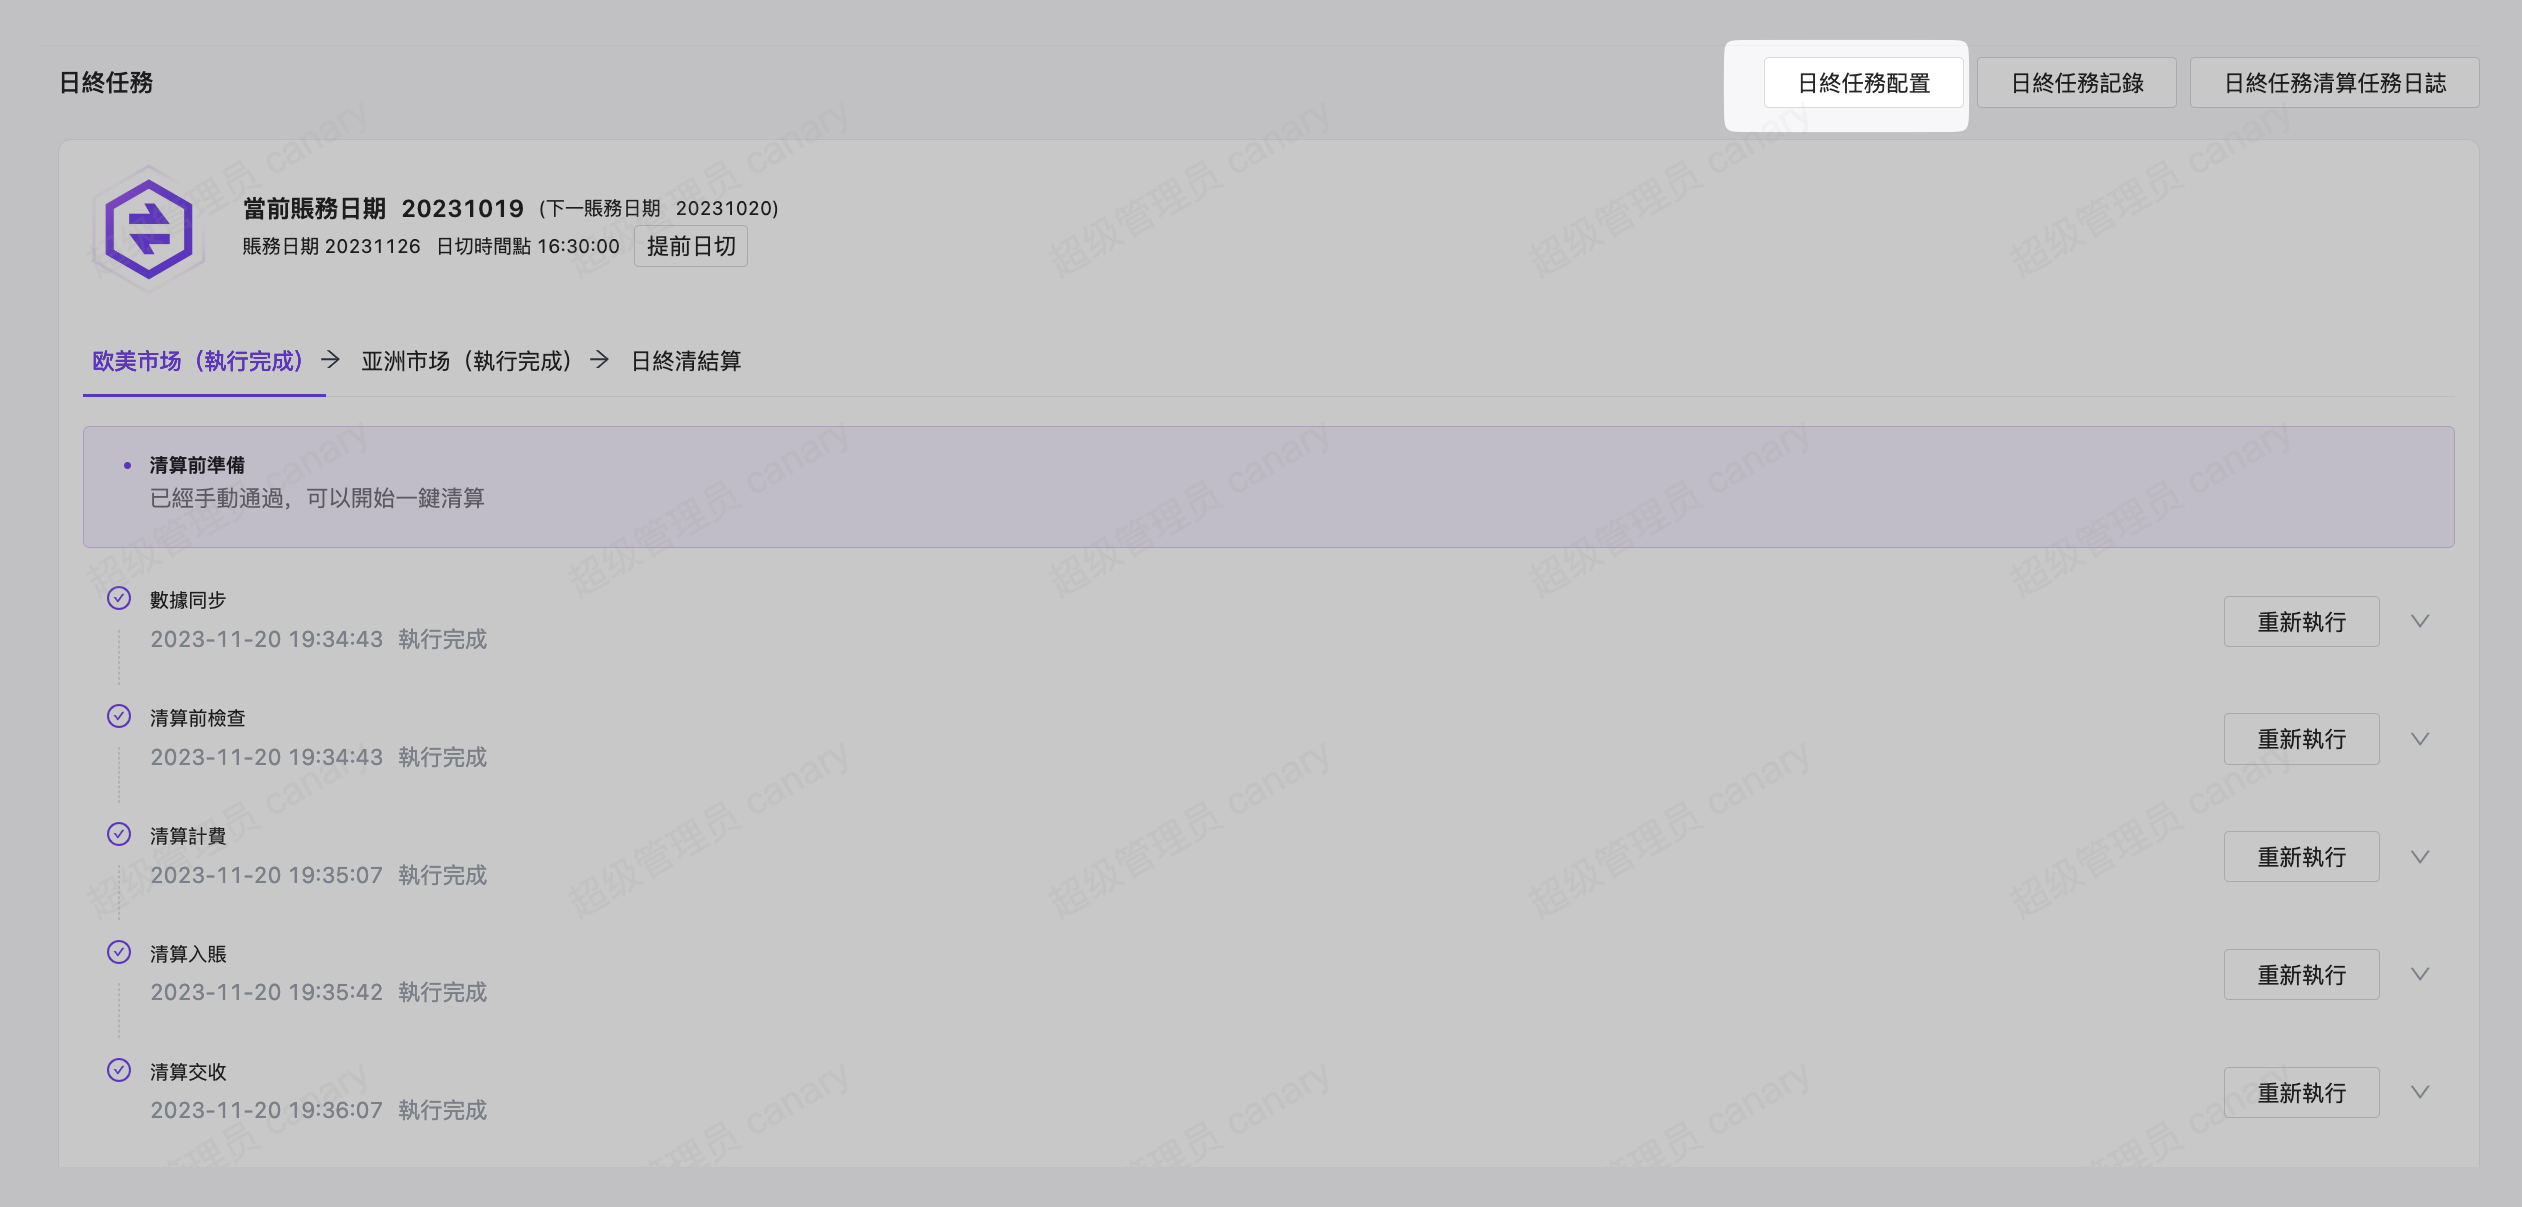 日終任務
日終任務配置
日終任務記錄
日終任務清算任務日誌
當前賬務日期 20231019 (下一賬務日期 20231020)
賬務日期 20231126 日切時間點 16:30:00 提前日切
欧美市场（執行完成） 亚洲市场（執行完成） 日終清結算
清算前準備
已經手動通過，可以開始一鍵清算
數據同步
2023-11-20 19:34:43 執行完成
重新執行
清算前檢查
2023-11-20 19:34:43 執行完成
重新執行
清算計費
2023-11-20 19:35:07 執行完成
重新執行
清算入賬
2023-11-20 19:35:42 執行完成
重新執行
清算交收
2023-11-20 19:36:07 執行完成
重新執行
超级管理员 canary